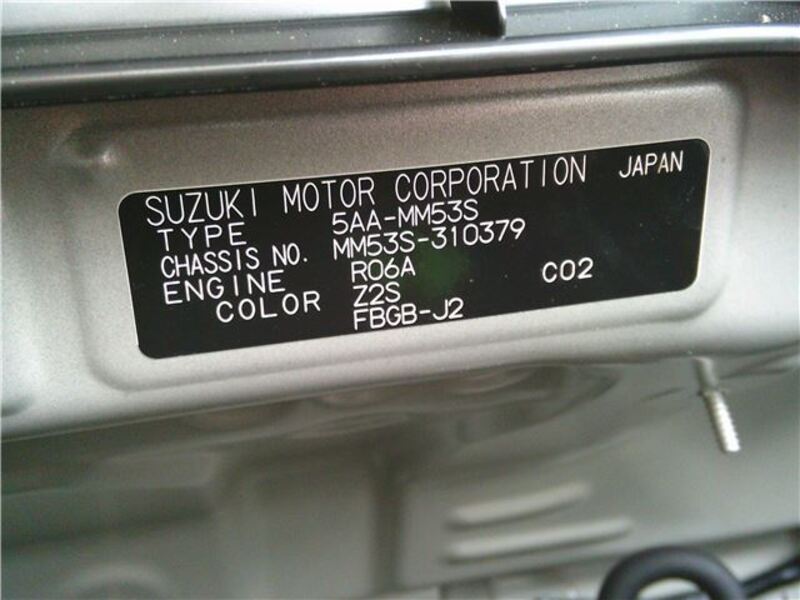 SUZUKI MOTOR CORPORATION JAPAN
TYPE 5AA-MM53S
CHASSIS NO. MM53S-310379
ENGINE R06A C02
COLOR Z2S
FBGB-J2